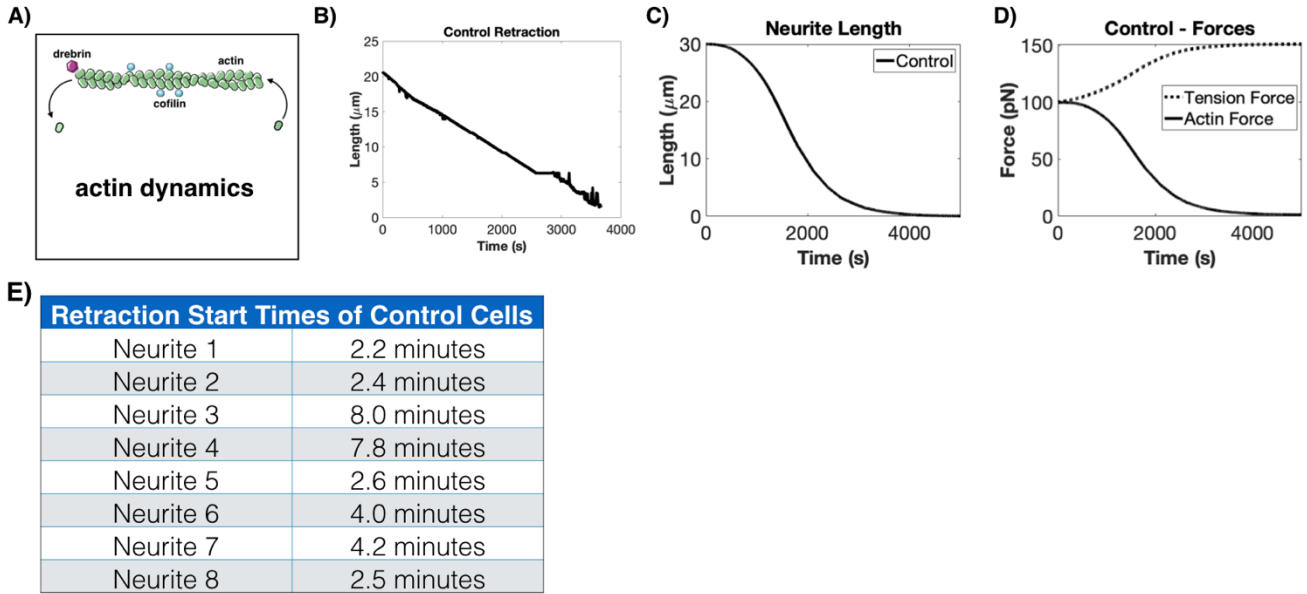 A)
drebrin
actin
cofilin
actin dynamics
B)
Control Retraction
Length (μm)
25
20
15
10
5
0
0 1000 2000 3000 4000
Time (s)
C)
Neurite Length
Control
Length (μm)
30
20
10
0
0 2000 4000
Time (s)
D)
Control - Forces
Tension Force
Actin Force
Force (pN)
150
100
50
0
0 2000 4000
Time (s)
E)
Retraction Start Times of Control Cells
Neurite 1 2.2 minutes
Neurite 2 2.4 minutes
Neurite 3 8.0 minutes
Neurite 4 7.8 minutes
Neurite 5 2.6 minutes
Neurite 6 4.0 minutes
Neurite 7 4.2 minutes
Neurite 8 2.5 minutes